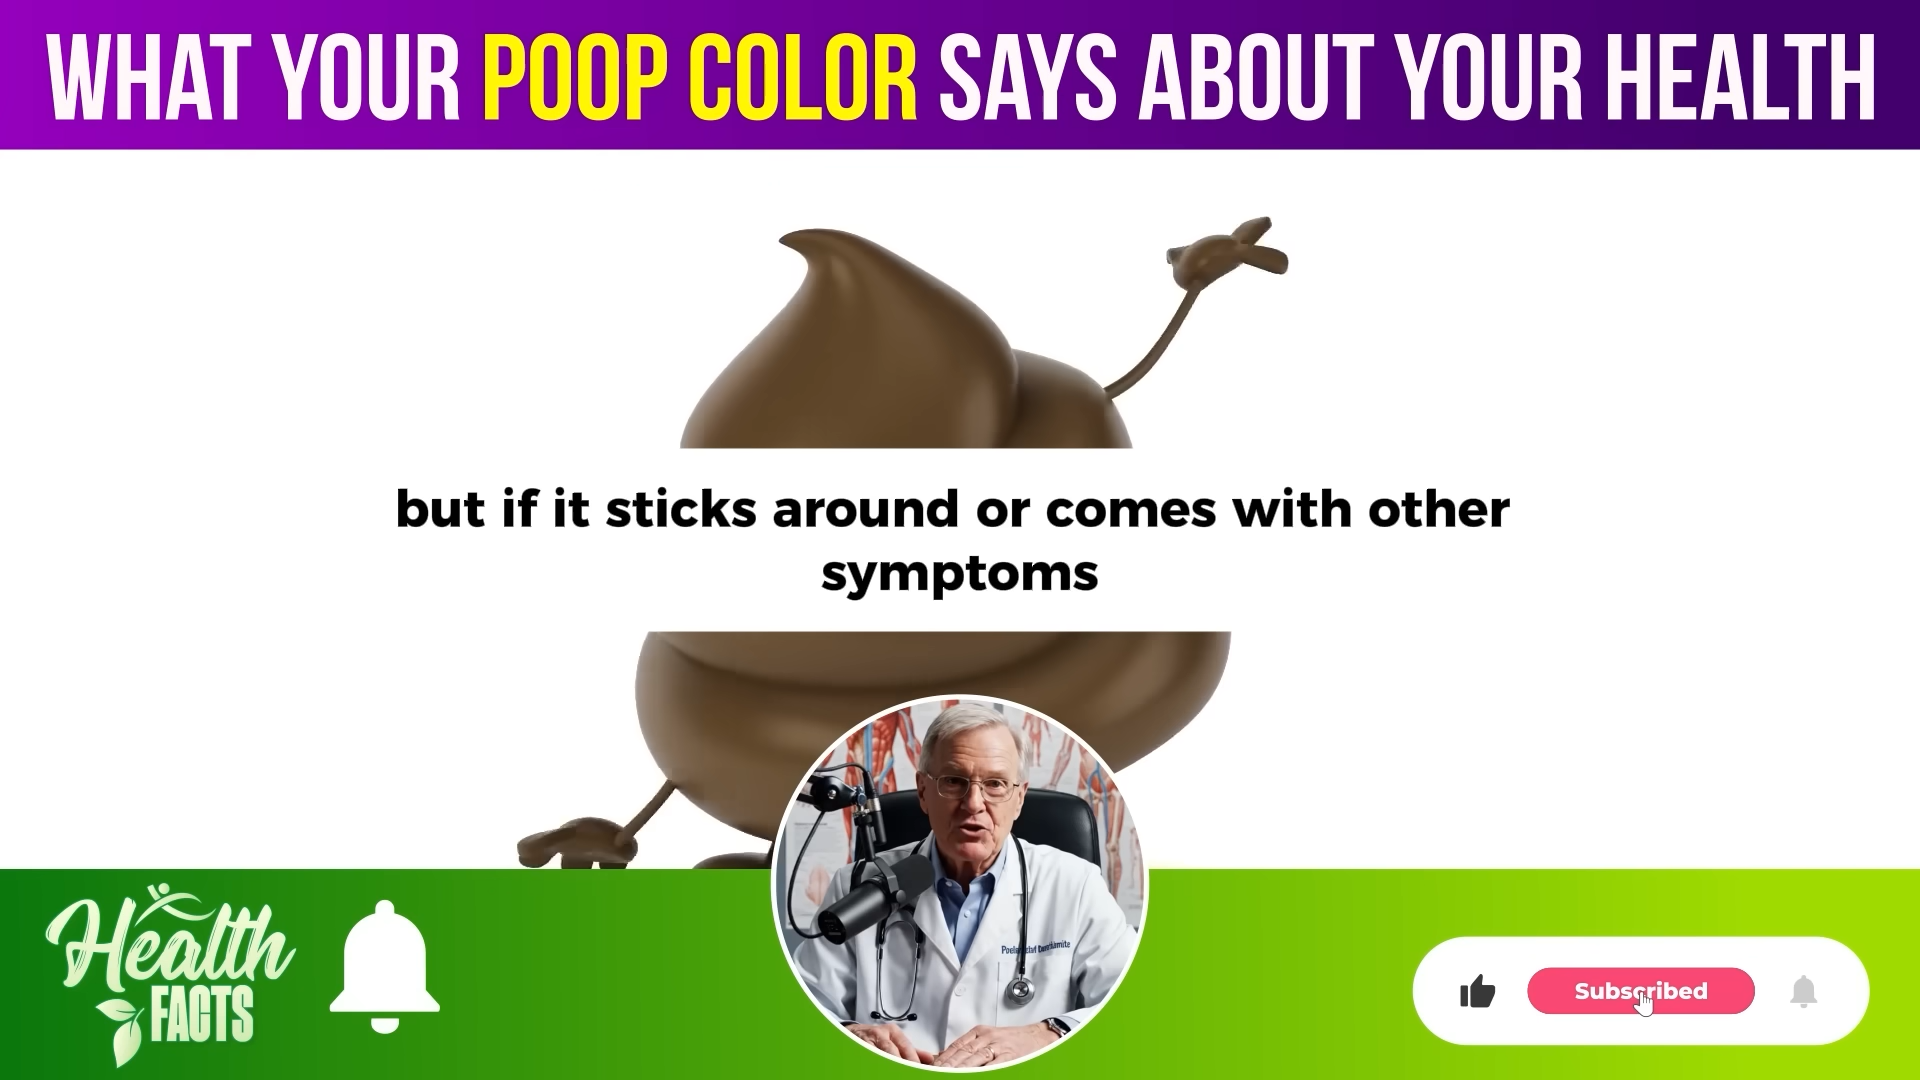 WHAT YOUR POOP COLOR SAYS ABOUT YOUR HEALTH
but if it sticks around or comes with other
symptoms
Health
FACTS
Subscribed